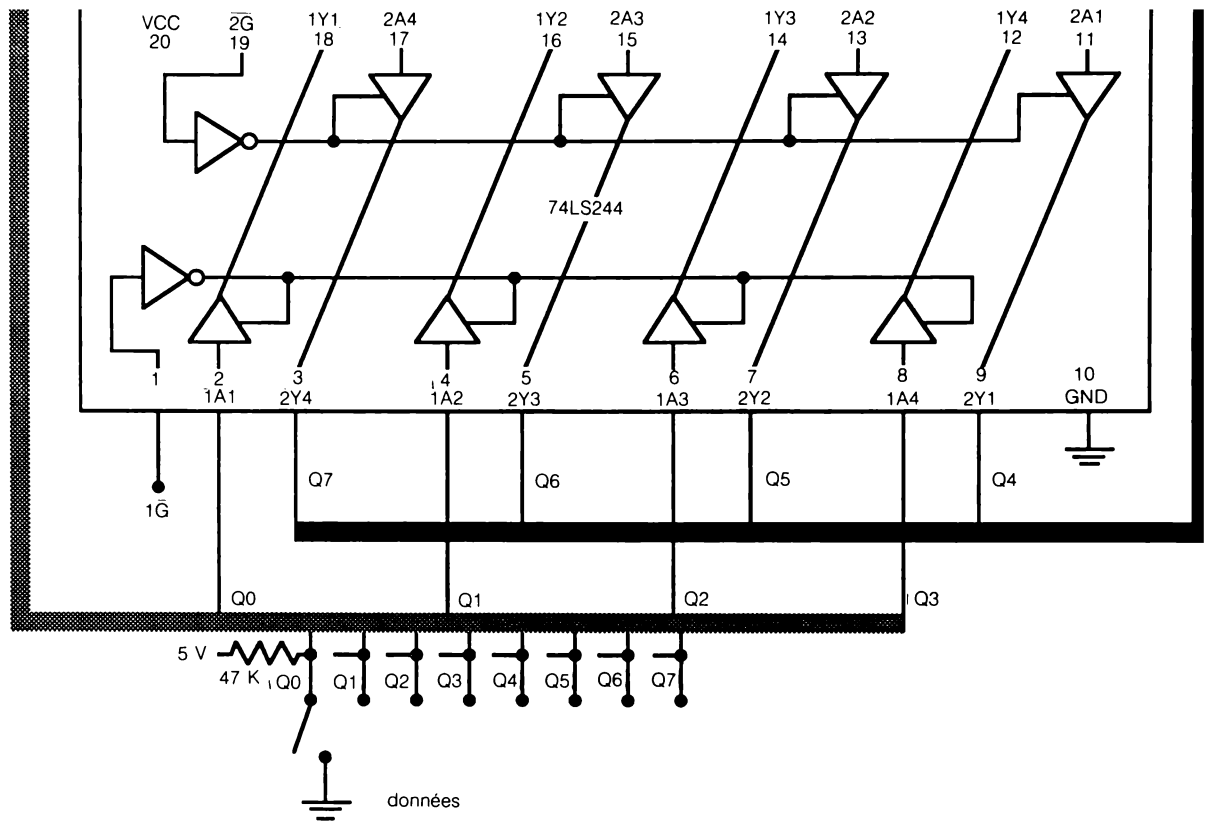 VCC 2G̅ 1Y1 2A4 1Y2 2A3 1Y3 2A2 1Y4 2A1
20 19 18 17 16 15 14 13 12 11
74LS244
1 2 3 4 5 6 7 8 9 10
1A1 2Y4 1A2 2Y3 1A3 2Y2 1A4 2Y1 GND
Q7 Q6 Q5 Q4
1G̅
Q0 Q1 Q2 Q3
5 V
47 K Q0 Q1 Q2 Q3 Q4 Q5 Q6 Q7
données